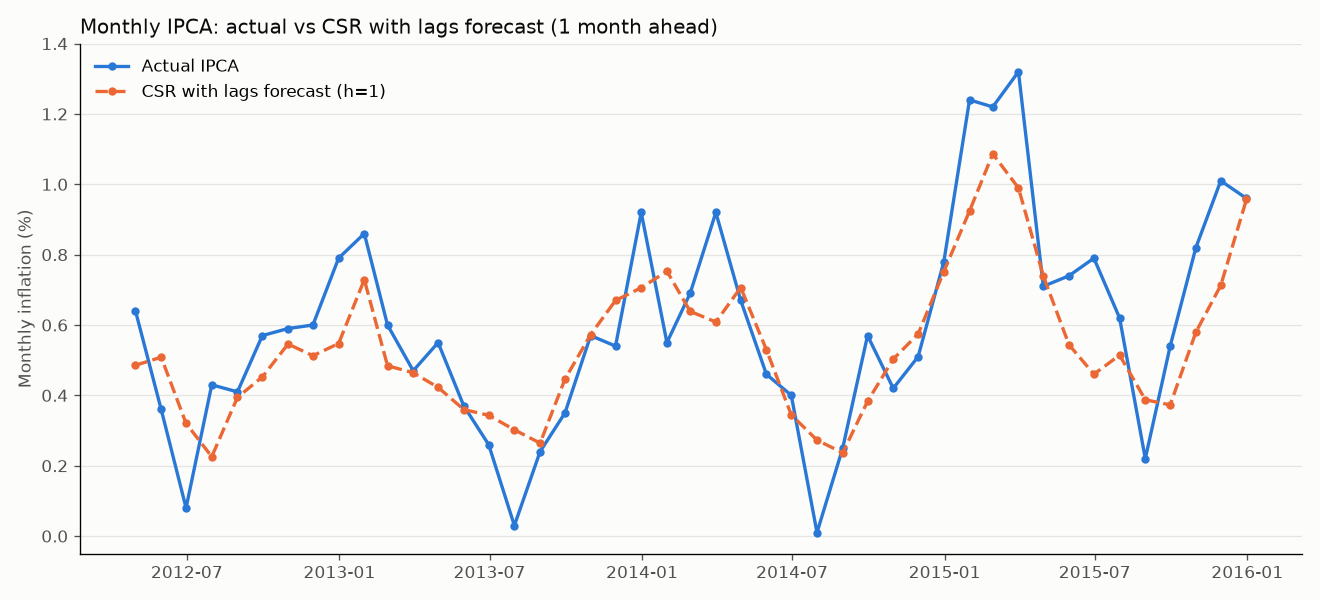 Monthly IPCA: actual vs CSR with lags forecast (1 month ahead)
Actual IPCA
CSR with lags forecast (h=1)
Monthly inflation (%)
1.4
1.2
1.0
0.8
0.6
0.4
0.2
0.0
2012-07 2013-01 2013-07 2014-01 2014-07 2015-01 2015-07 2016-01